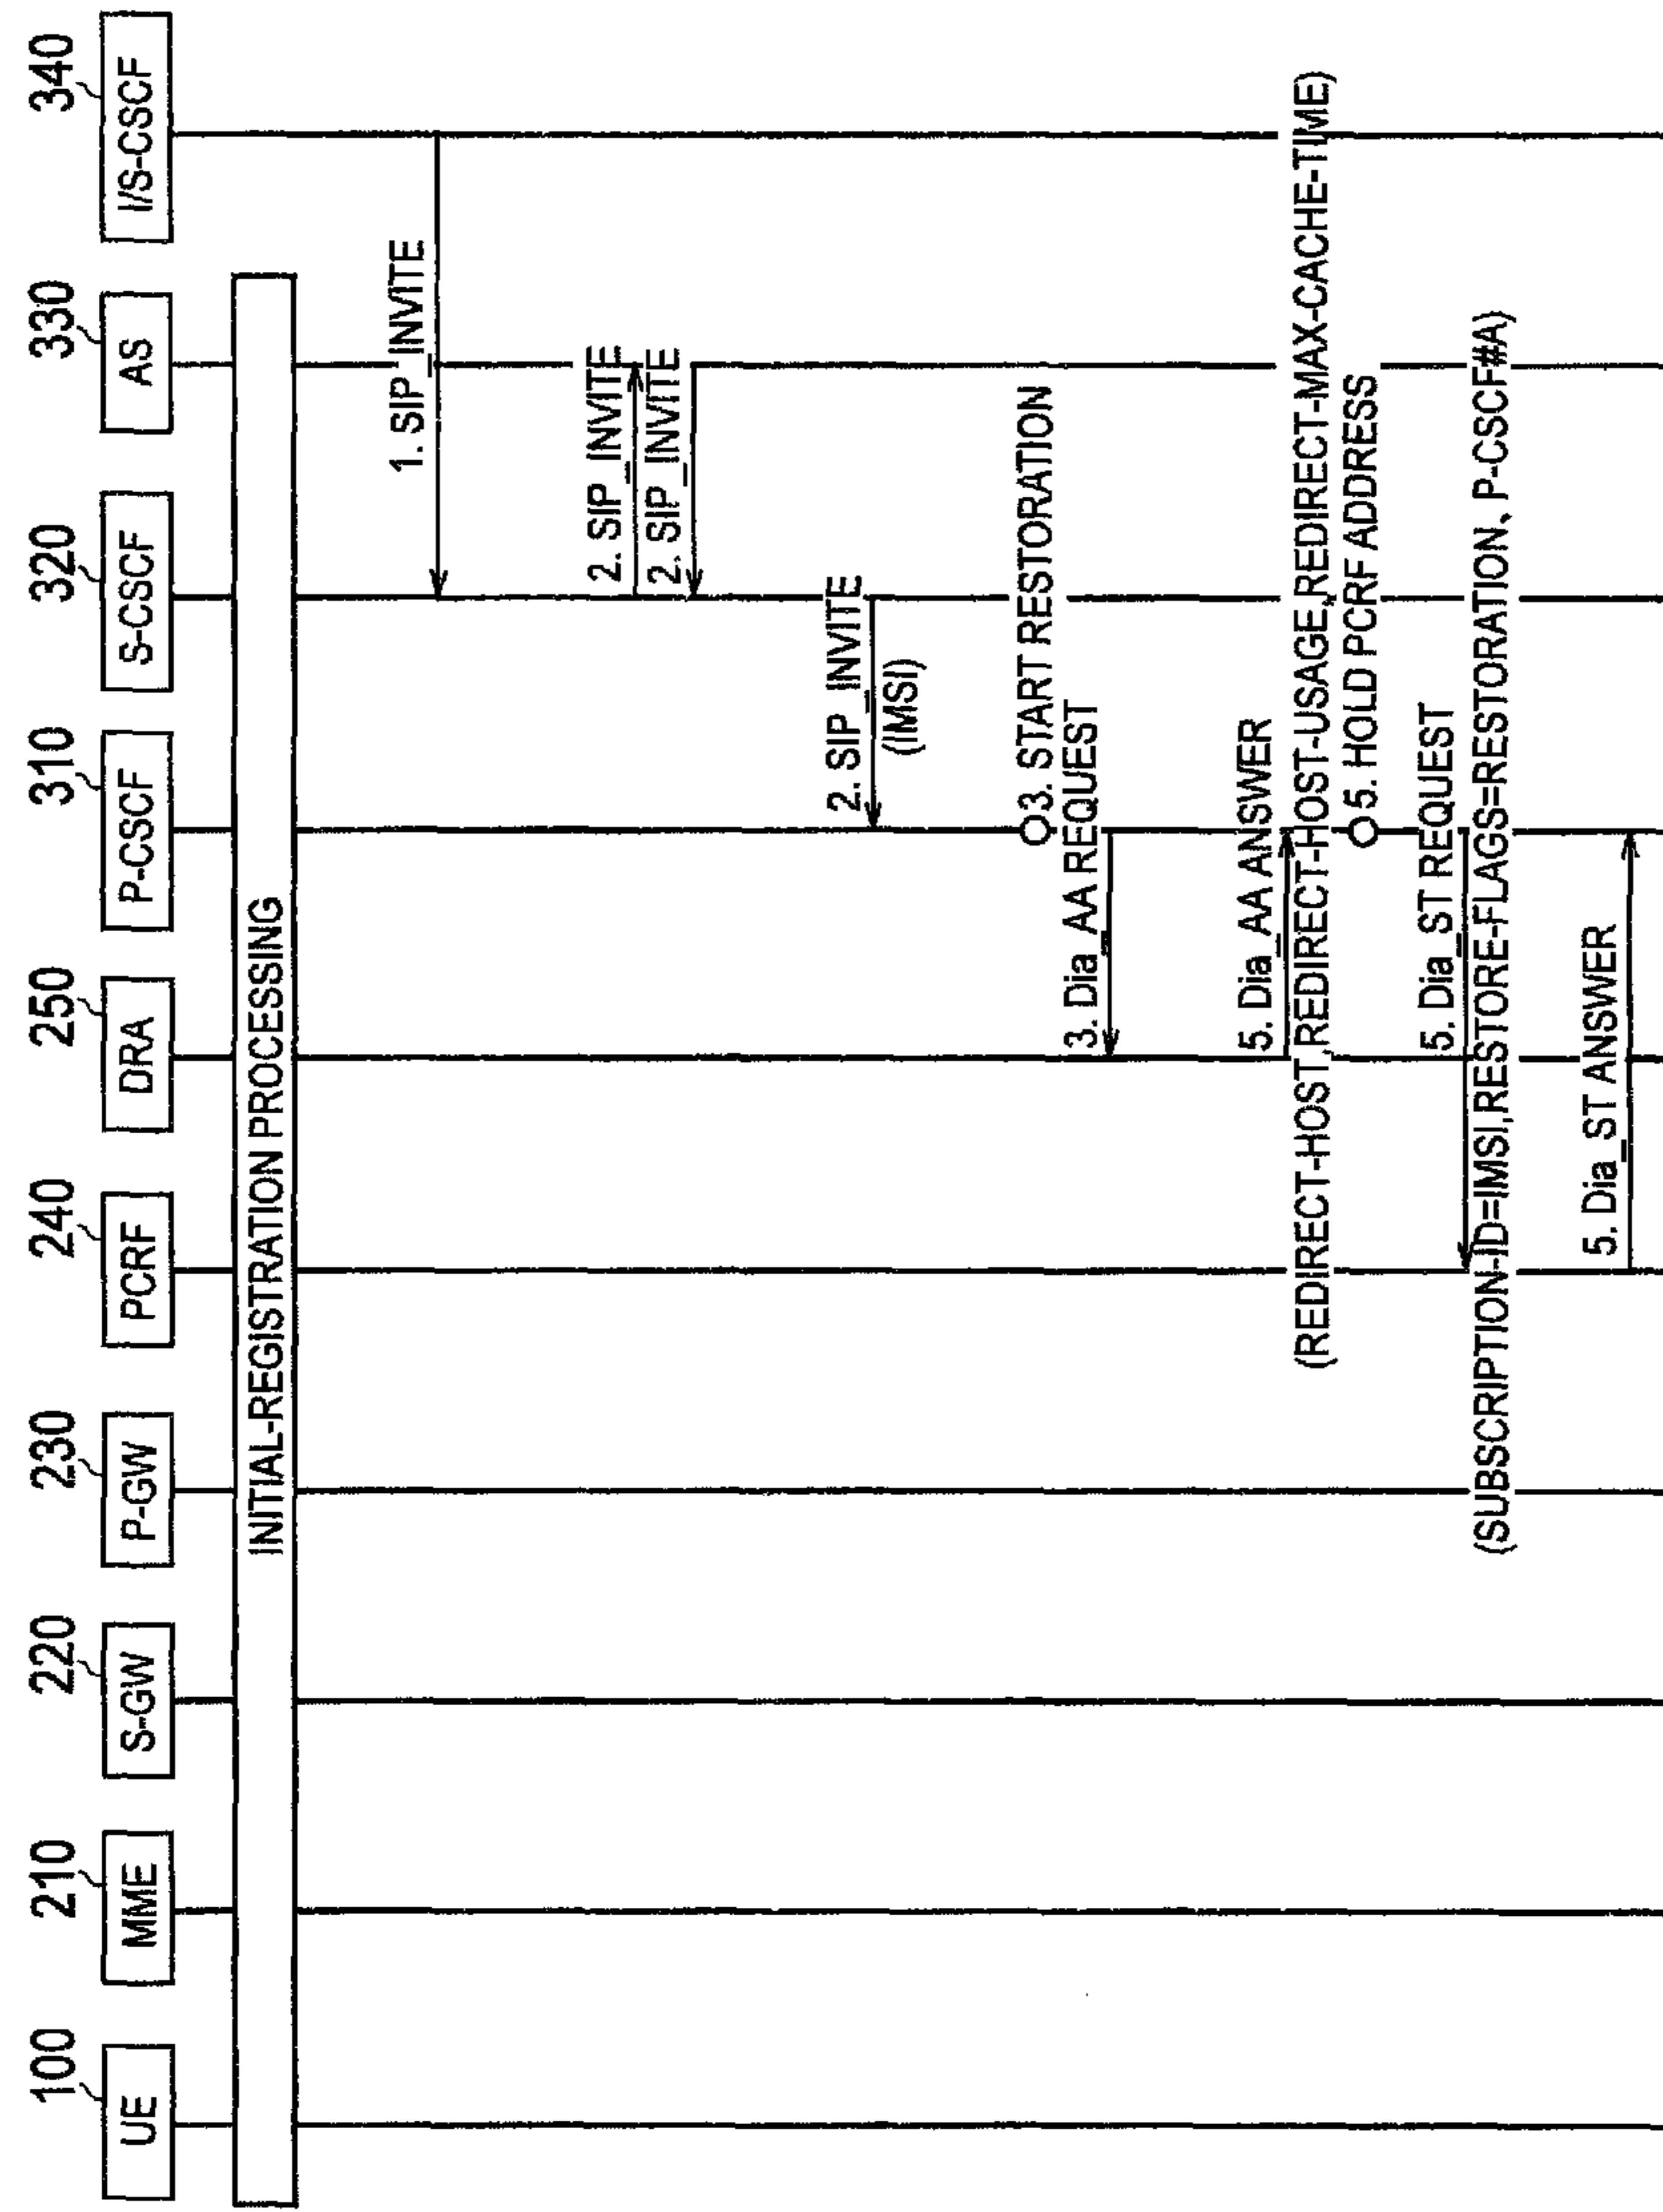 100
210
220
230
240
250
310
320
330
340
UE
MME
S-GW
P-GW
PCRF
DRA
P-CSCF
S-CSCF
AS
I/S-CSCF
INITIAL-REGISTRATION PROCESSING
1. SIP_INVITE
2. SIP_INVITE
2. SIP_INVITE
2. SIP_INVITE
(IMSI)
3. START RESTORATION
3. Dia_AA REQUEST
5. Dia_AA ANSWER
(REDIRECT-HOST,REDIRECT-HOST-USAGE,REDIRECT-MAX-CACHE-TIME)
5. HOLD PCRF ADDRESS
5. Dia_ST REQUEST
(SUBSCRIPTION-ID=IMSI,RESTORE-FLAGS=RESTORATION, P-CSCF#A)
5. Dia_ST ANSWER